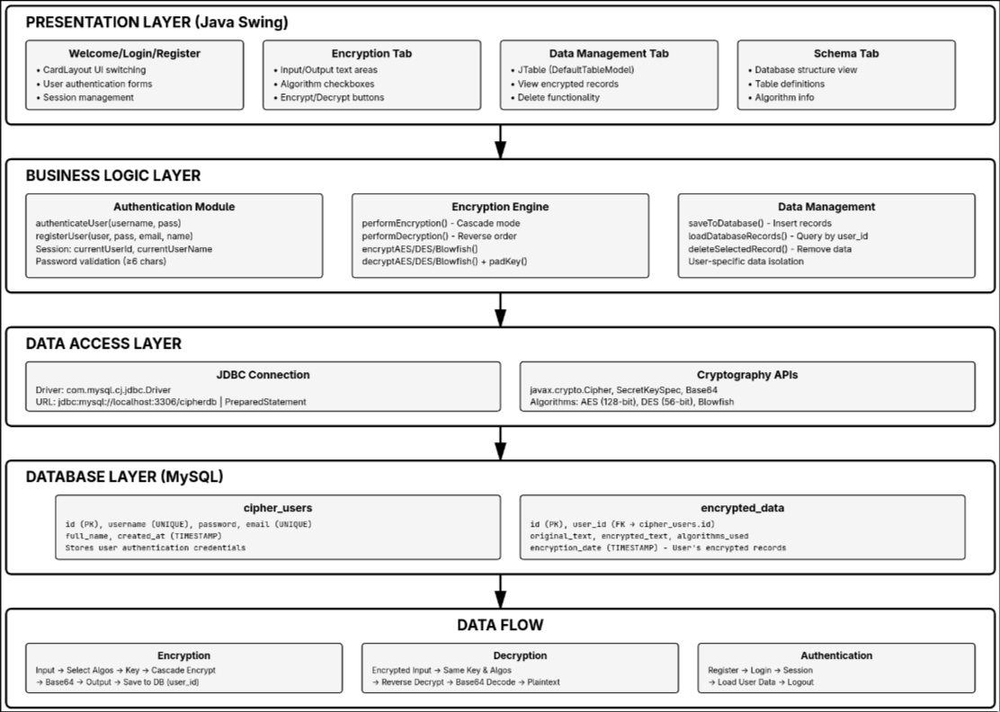 PRESENTATION LAYER (Java Swing)
Welcome/Login/Register
• CardLayout UI switching
• User authentication forms
• Session management
Encryption Tab
• Input/Output text areas
• Algorithm checkboxes
• Encrypt/Decrypt buttons
Data Management Tab
• JTable (DefaultTableModel)
• View encrypted records
• Delete functionality
Schema Tab
• Database structure view
• Table definitions
• Algorithm info
BUSINESS LOGIC LAYER
Authentication Module
authenticateUser(username, pass)
registerUser(user, pass, email, name)
Session: currentUserId, currentUserName
Password validation (≥6 chars)
Encryption Engine
performEncryption() - Cascade mode
performDecryption() - Reverse order
encryptAES/DES/Blowfish()
decryptAES/DES/Blowfish() + padKey()
Data Management
saveToDatabase() - Insert records
loadDatabaseRecords() - Query by user_id
deleteSelectedRecord() - Remove data
User-specific data isolation
DATA ACCESS LAYER
JDBC Connection
Driver: com.mysql.cj.jdbc.Driver
URL: jdbc:mysql://localhost:3306/cipherdb | PreparedStatement
Cryptography APIs
javax.crypto.Cipher, SecretKeySpec, Base64
Algorithms: AES (128-bit), DES (56-bit), Blowfish
DATABASE LAYER (MySQL)
cipher_users
id (PK), username (UNIQUE), password, email (UNIQUE)
full_name, created_at (TIMESTAMP)
Stores user authentication credentials
encrypted_data
id (PK), user_id (FK → cipher_users.id)
original_text, encrypted_text, algorithms_used
encryption_date (TIMESTAMP) - User's encrypted records
DATA FLOW
Encryption
Input → Select Algos → Key → Cascade Encrypt
→ Base64 → Output → Save to DB (user_id)
Decryption
Encrypted Input → Same Key & Algos
→ Reverse Decrypt → Base64 Decode → Plaintext
Authentication
Register → Login → Session
→ Load User Data → Logout